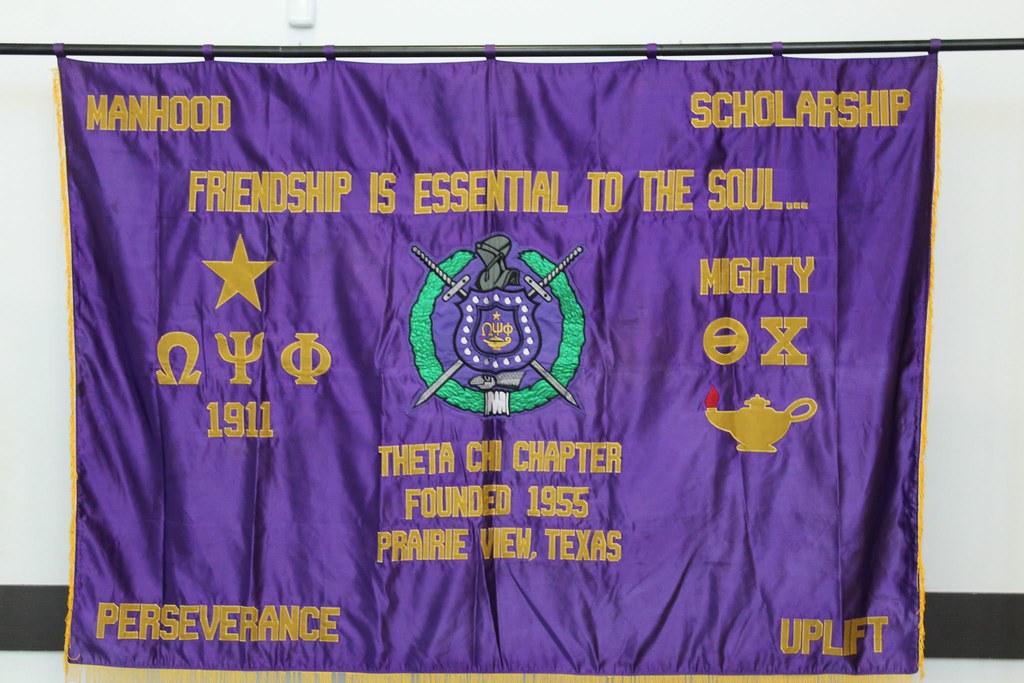 MANHOOD
SCHOLARSHIP
FRIENDSHIP IS ESSENTIAL TO THE SOUL...
ΩΨΦ
1911
ΩΨΦ
MIGHTY
ΘΧ
THETA CHI CHAPTER
FOUNDED 1955
PRAIRIE VIEW, TEXAS
PERSEVERANCE
UPLIFT